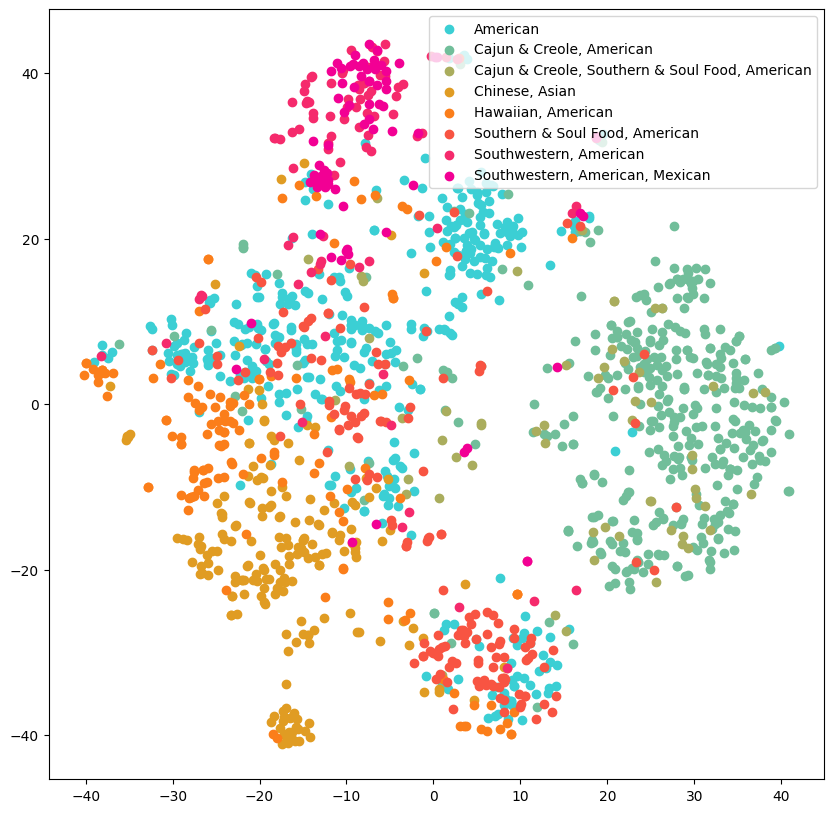 American
Cajun & Creole, American
Cajun & Creole, Southern & Soul Food, American
Chinese, Asian
Hawaiian, American
Southern & Soul Food, American
Southwestern, American
Southwestern, American, Mexican
40
20
0
−20
−40
−40 −30 −20 −10 0 10 20 30 40